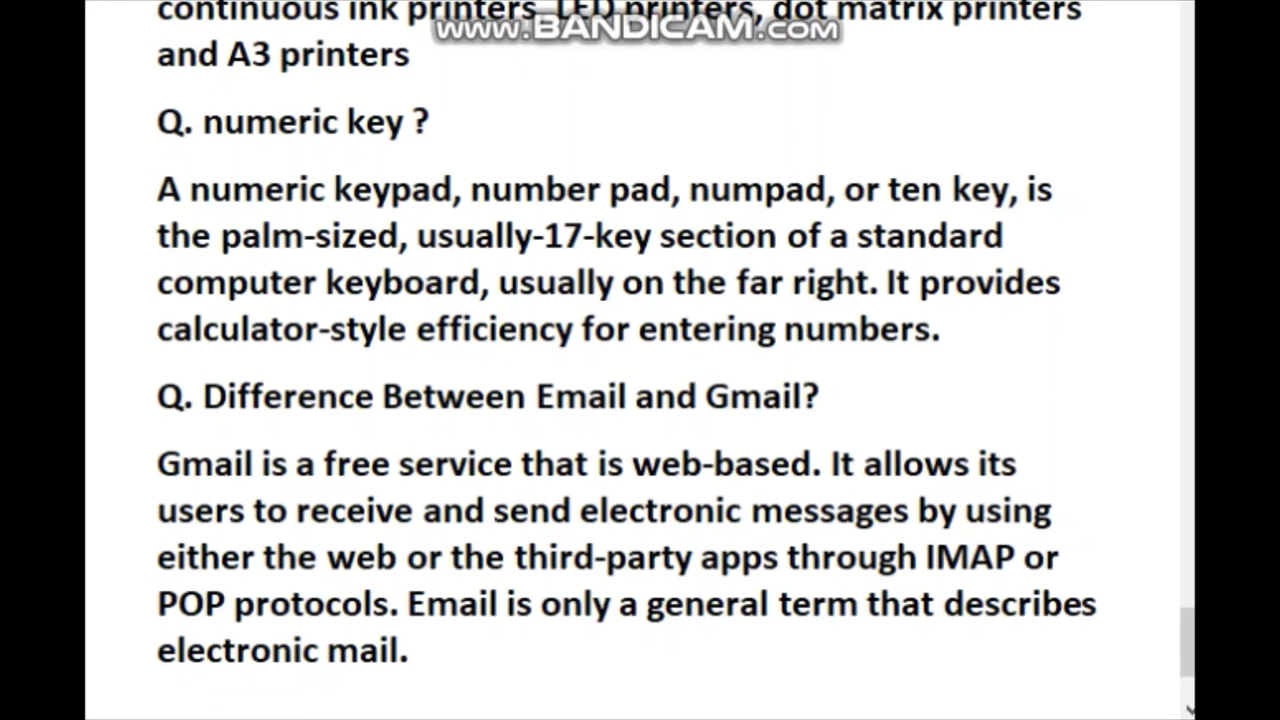 continuous ink printers, LED printers, dot matrix printers
www.BANDICAM.com
and A3 printers
Q. numeric key ?
A numeric keypad, number pad, numpad, or ten key, is
the palm-sized, usually-17-key section of a standard
computer keyboard, usually on the far right. It provides
calculator-style efficiency for entering numbers.
Q. Difference Between Email and Gmail?
Gmail is a free service that is web-based. It allows its
users to receive and send electronic messages by using
either the web or the third-party apps through IMAP or
POP protocols. Email is only a general term that describes
electronic mail.